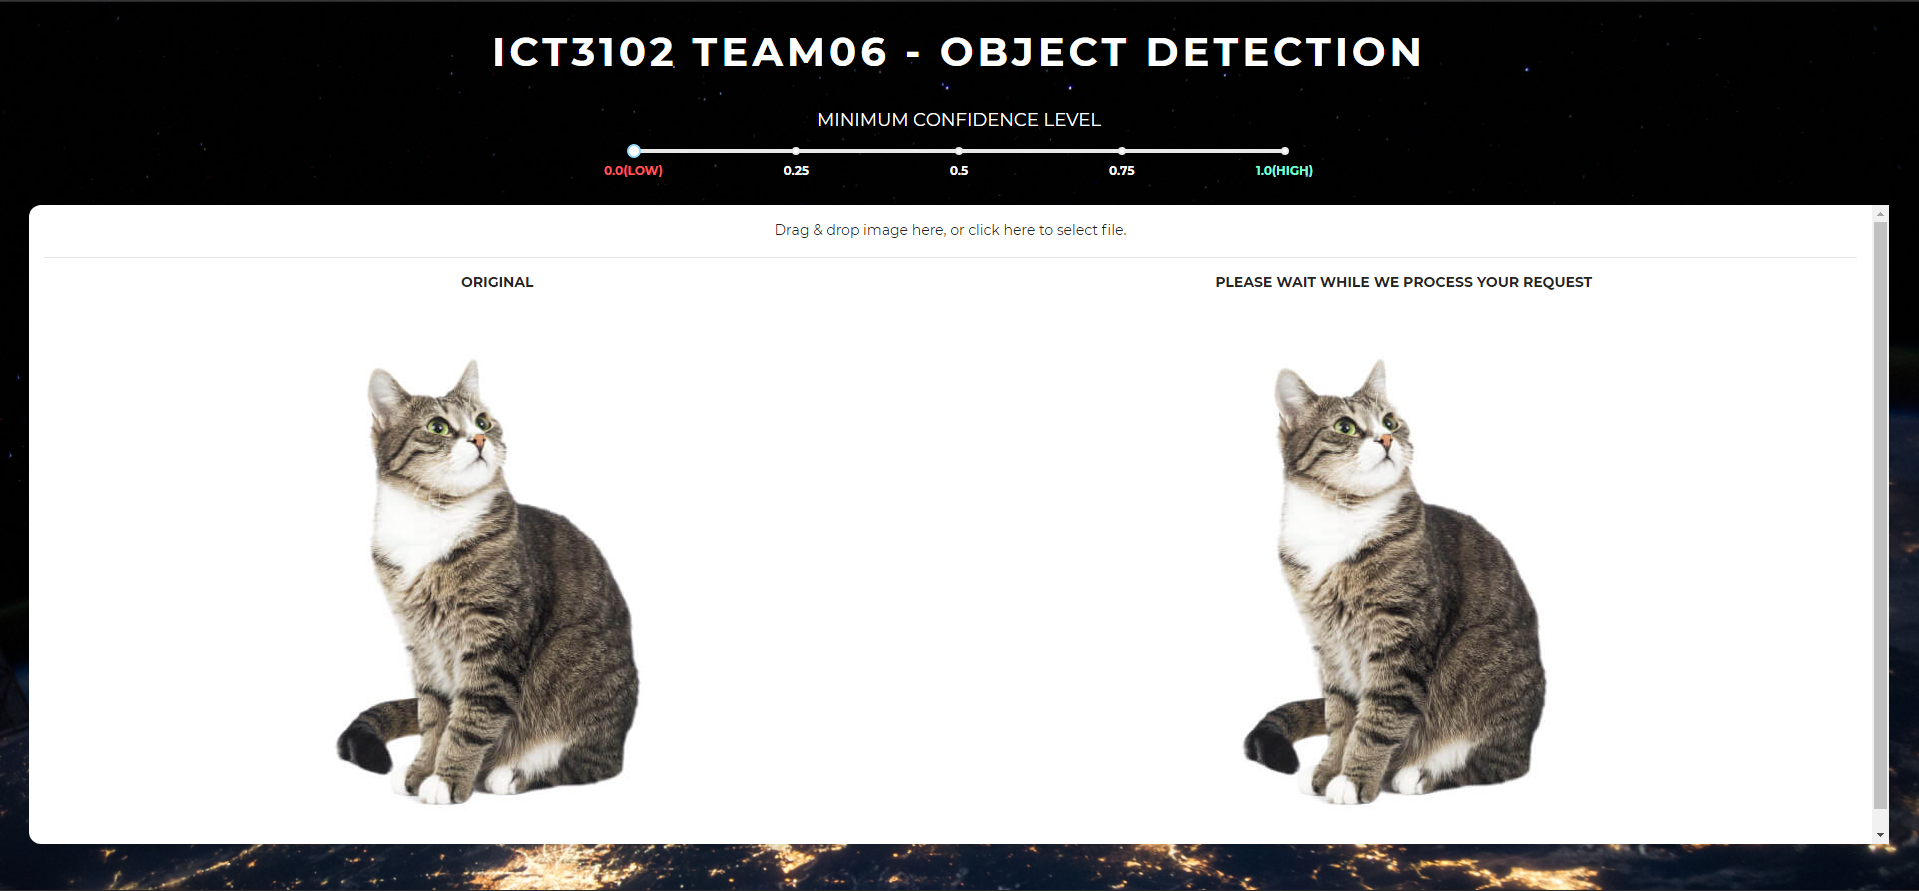 ICT3102 TEAM06 - OBJECT DETECTION
MINIMUM CONFIDENCE LEVEL
0.0(LOW) 0.25 0.5 0.75 1.0(HIGH)
Drag & drop image here, or click here to select file.
ORIGINAL
PLEASE WAIT WHILE WE PROCESS YOUR REQUEST